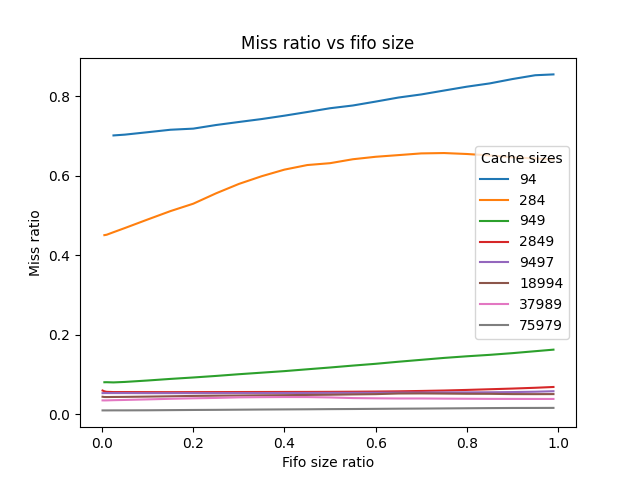 Miss ratio vs fifo size
Miss ratio
0.8
0.6
0.4
0.2
0.0
Cache sizes
94
284
949
2849
9497
18994
37989
75979
0.0 0.2 0.4 0.6 0.8 1.0
Fifo size ratio